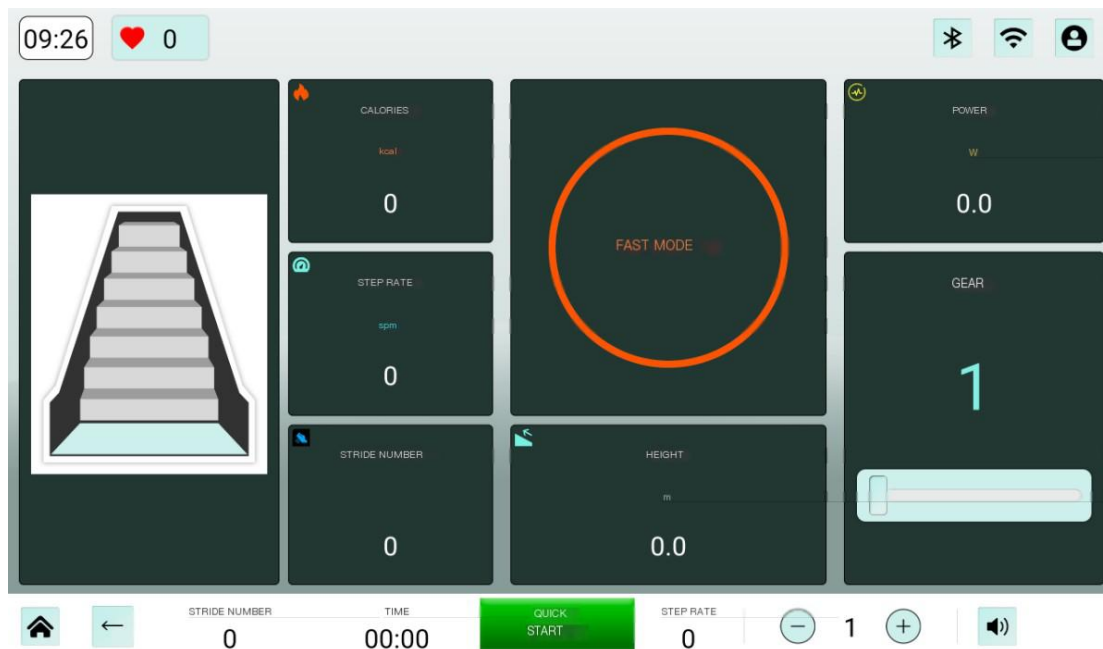 09:26
0
CALORIES
kcal
0
STEP RATE
spm
0
STRIDE NUMBER
0
FAST MODE
HEIGHT
m
0.0
POWER
W
0.0
GEAR
1
STRIDE NUMBER
0
TIME
00:00
QUICK
START
STEP RATE
0
1